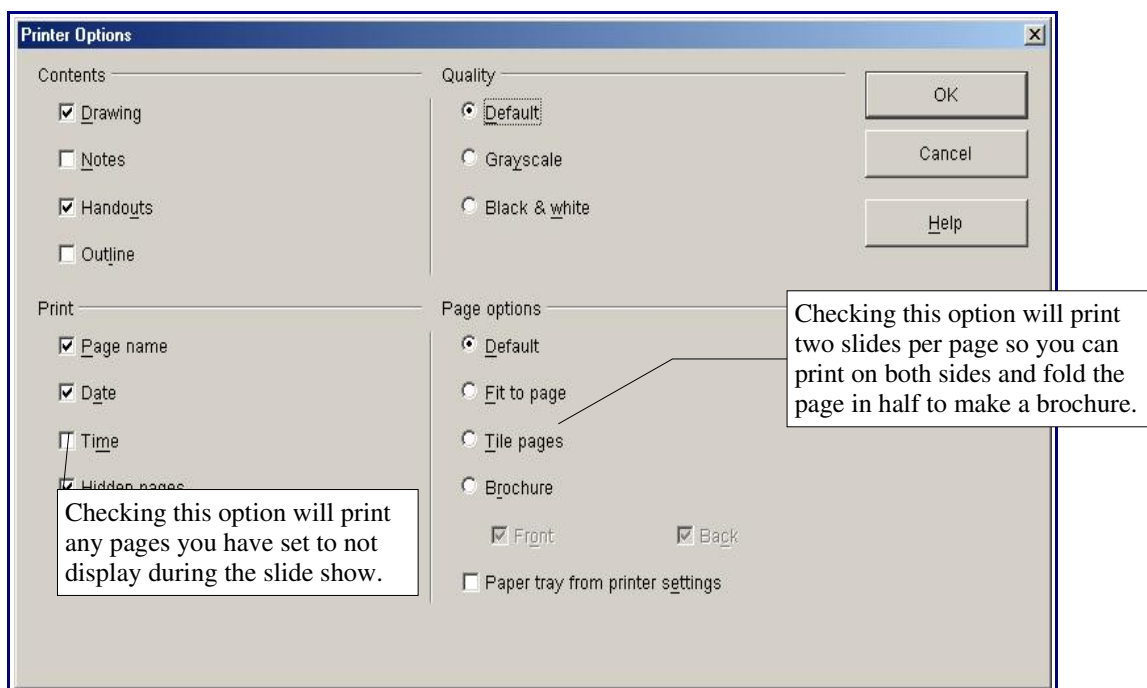 Printer Options
Contents
Drawing
Notes
Handouts
Outline
Quality
Default
Grayscale
Black & white
OK
Cancel
Help
Print
Page name
Date
Time
Hidden pages
Checking this option will print
any pages you have set to not
display during the slide show.
Page options
Default
Fit to page
Tile pages
Brochure
Front
Back
Paper tray from printer settings
Checking this option will print
two slides per page so you can
print on both sides and fold the
page in half to make a brochure.